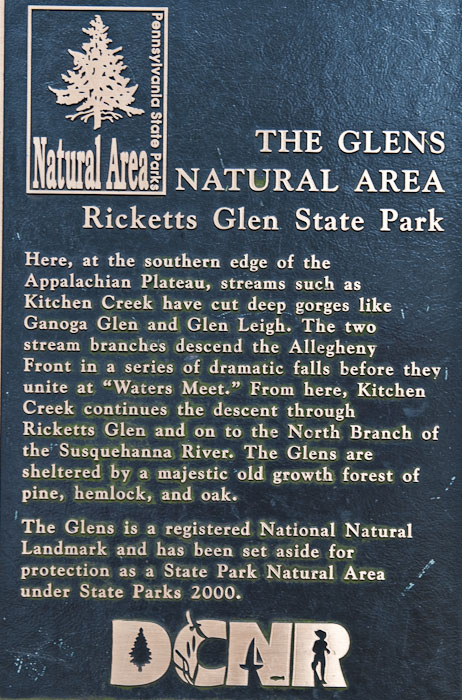 Pennsylvania State Parks
Natural Area
THE GLENS
NATURAL AREA
Ricketts Glen State Park
Here, at the southern edge of the
Appalachian Plateau, streams such as
Kitchen Creek have cut deep gorges like
Ganoga Glen and Glen Leigh. The two
stream branches descend the Allegheny
Front in a series of dramatic falls before they
unite at “Waters Meet.” From here, Kitchen
Creek continues the descent through
Ricketts Glen and on to the North Branch of
the Susquehanna River. The Glens are
sheltered by a majestic old growth forest of
pine, hemlock, and oak.
The Glens is a registered National Natural
Landmark and has been set aside for
protection as a State Park Natural Area
under State Parks 2000.
DCNR